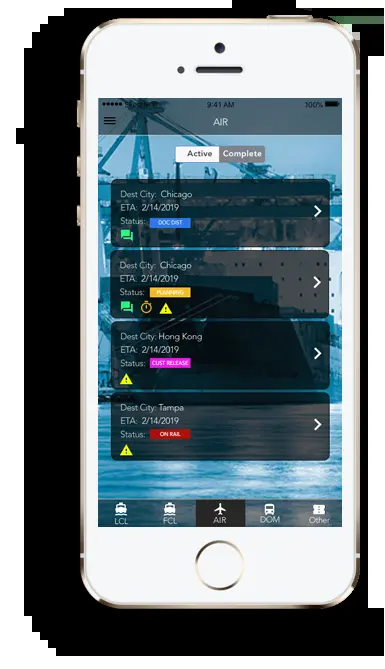 9:41 AM
100%
AIR
Active Complete
Dest City: Chicago
ETA: 2/14/2019
Status: DOC DIST
Dest City: Chicago
ETA: 2/14/2019
Status: PLANNING
Dest City: Hong Kong
ETA: 2/14/2019
Status: CUST RELEASE
Dest City: Tampa
ETA: 2/14/2019
Status: ON RAIL
LCL FCL AIR DOM Other